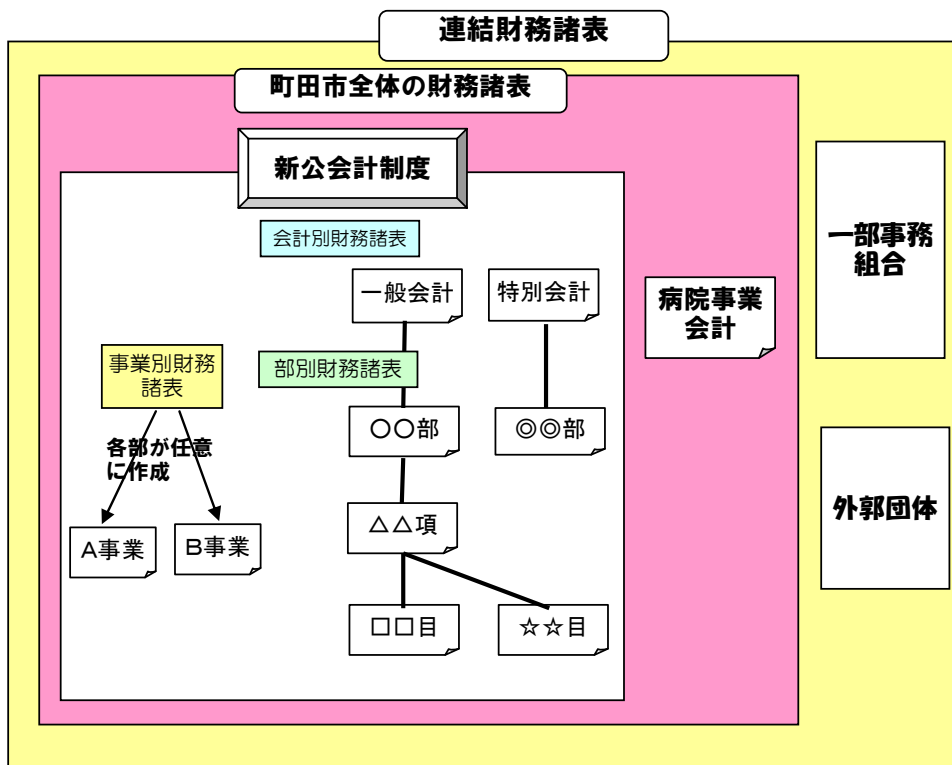 連結財務諸表
町田市全体の財務諸表
新公会計制度
会計別財務諸表
一般会計
特別会計
病院事業
会計
一部事務
組合
事業別財務
諸表
部別財務諸表
〇〇部
◎◎部
各部が任意
に作成
外郭団体
△△項
A事業
B事業
□□目
☆☆目